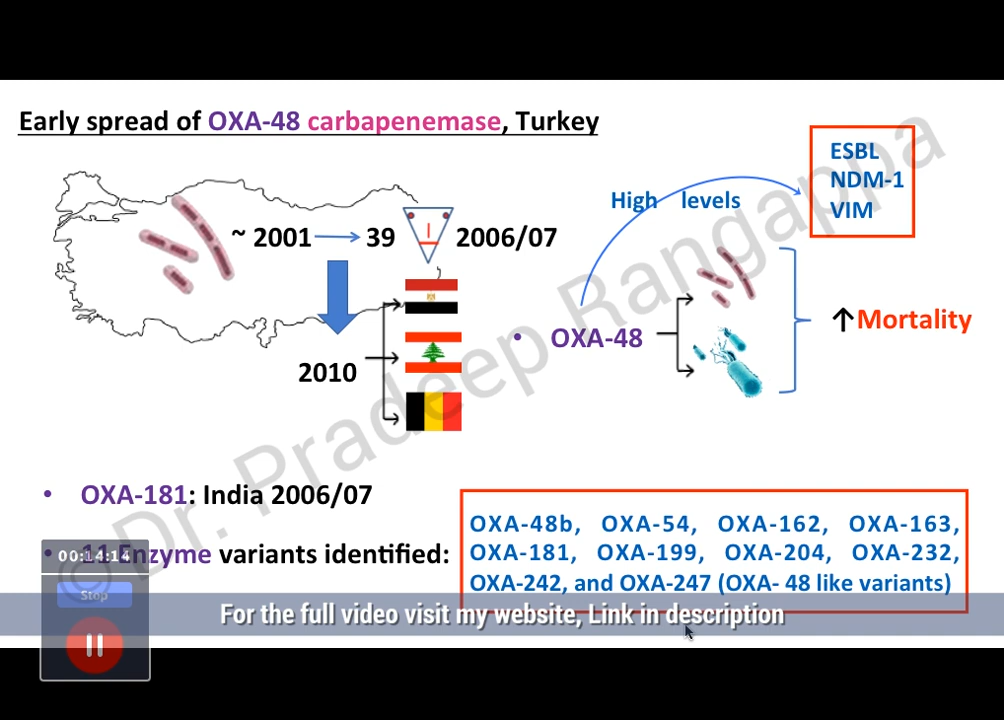 Early spread of OXA-48 carbapenemase, Turkey
~ 2001 39 2006/07
2010
High levels
ESBL
NDM-1
VIM
• OXA-48
↑Mortality
• OXA-181: India 2006/07
• 11 Enzyme variants identified:
OXA-48b, OXA-54, OXA-162, OXA-163,
OXA-181, OXA-199, OXA-204, OXA-232,
OXA-242, and OXA-247 (OXA- 48 like variants)
00:14:14
Stop
For the full video visit my website, Link in description
© Dr. Pradeep Rangappa